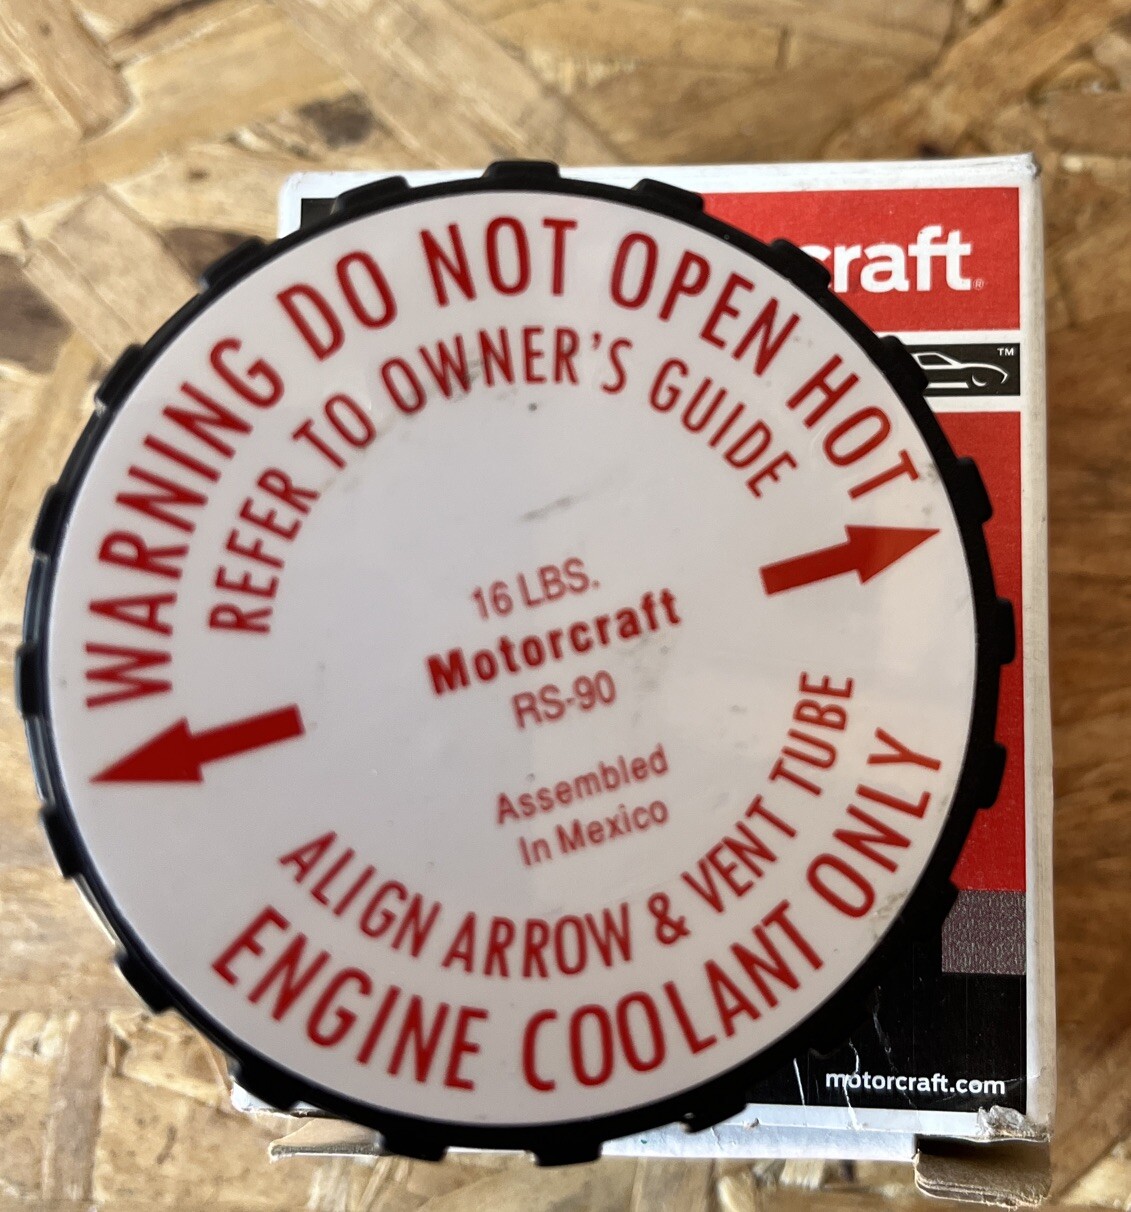 WARNING DO NOT OPEN HOT
REFER TO OWNER'S GUIDE
16 LBS.
Motorcraft
RS-90
Assembled
In Mexico
ALIGN ARROW & VENT TUBE
ENGINE COOLANT ONLY
craft®
TM
motorcraft.com